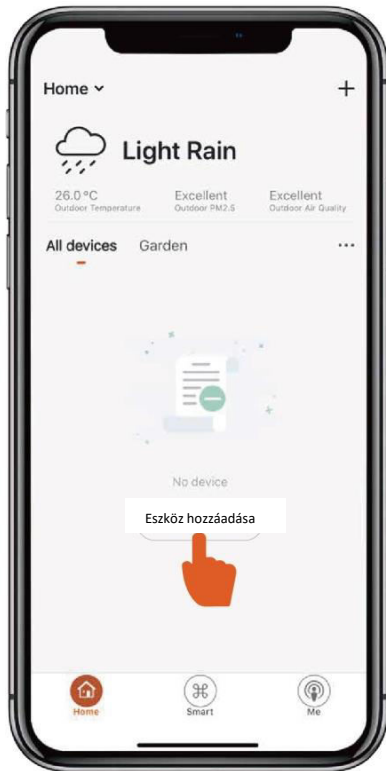 Home
Light Rain
26.0 °C Excellent Excellent
Outdoor Temperature Outdoor PM2.5 Outdoor Air Quality
All devices Garden ...
No device
Eszköz hozzáadása
Home Smart Me